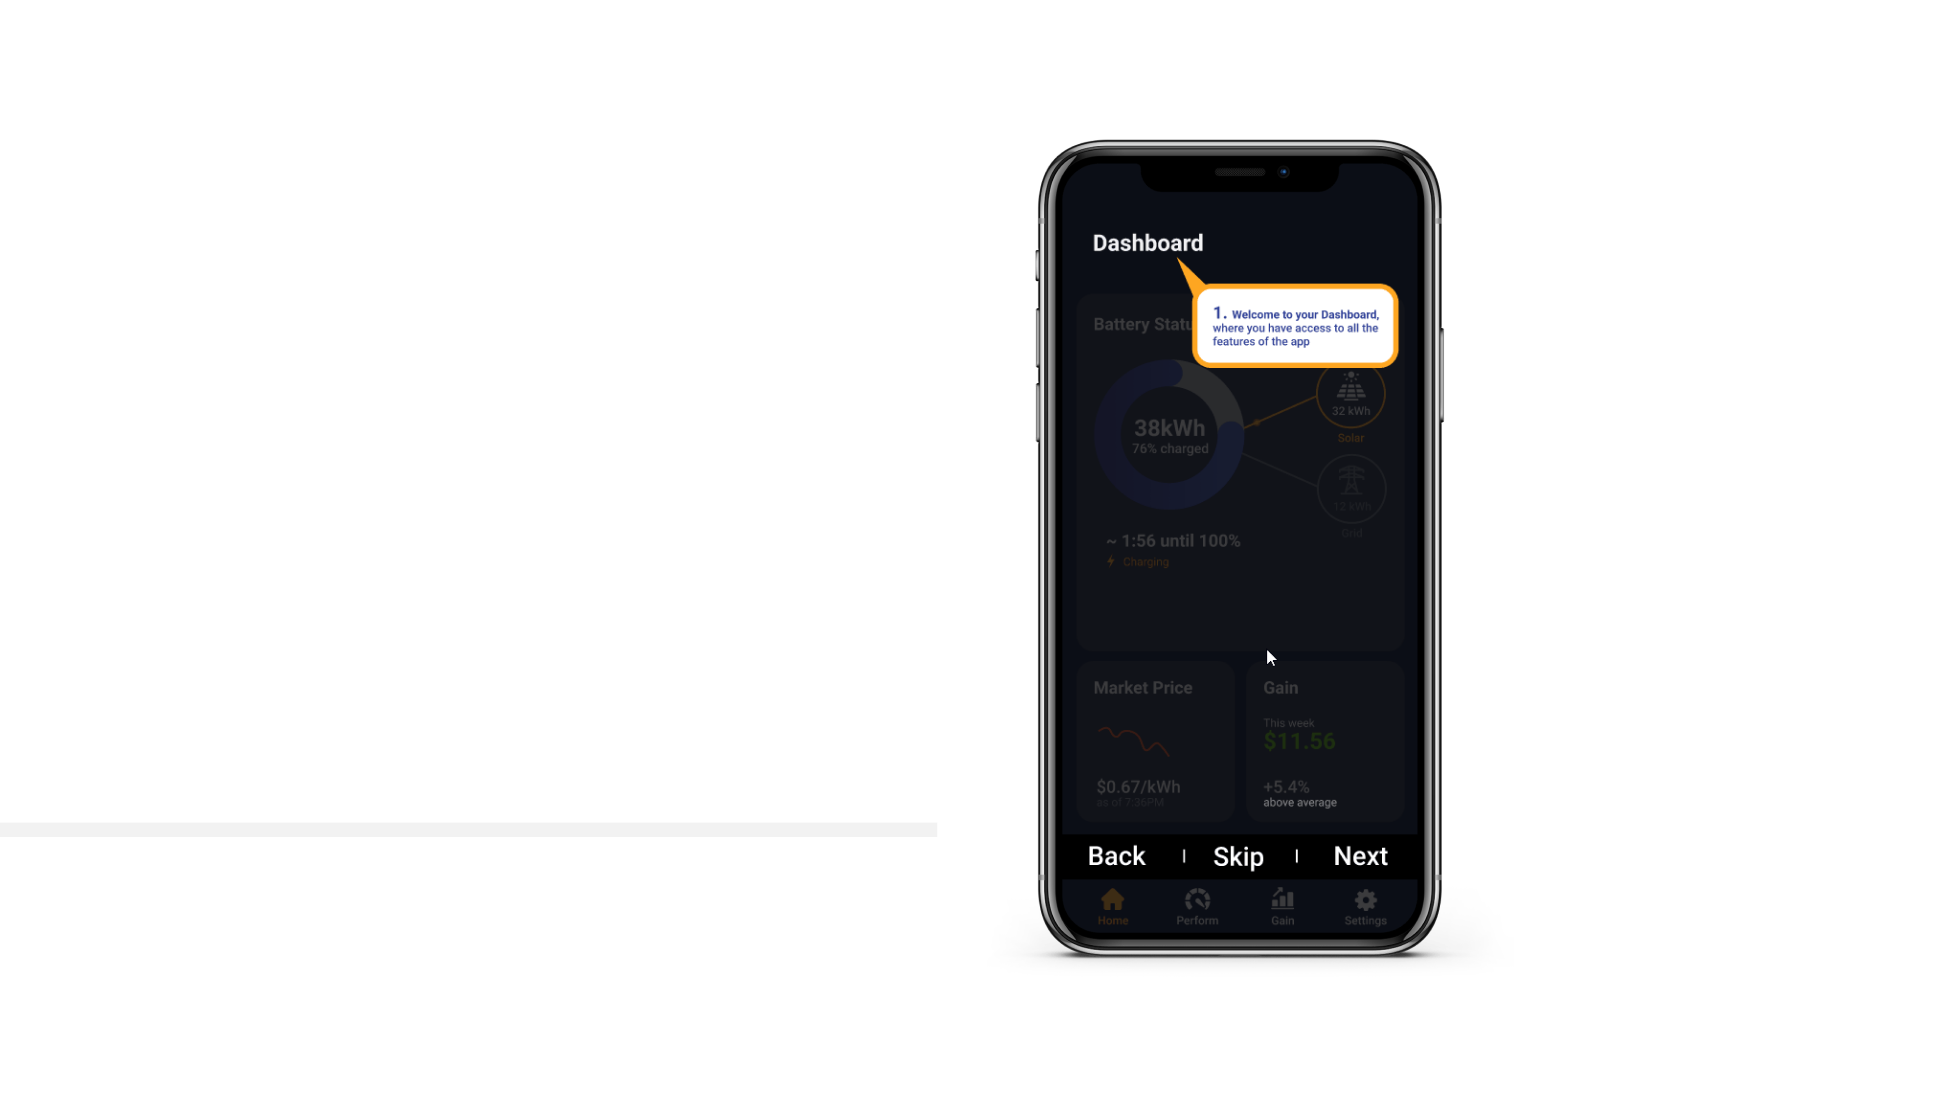 Dashboard
1. Welcome to your Dashboard,
where you have access to all the
features of the app
Battery Statu
38kWh
76% charged
32 kWh
Solar
12 kWh
Grid
~ 1:56 until 100%
Charging
Market Price
$0.67/kWh
as of 7:36PM
Gain
This week
$11.56
+5.4%
above average
Back | Skip | Next
Home Perform Gain Settings